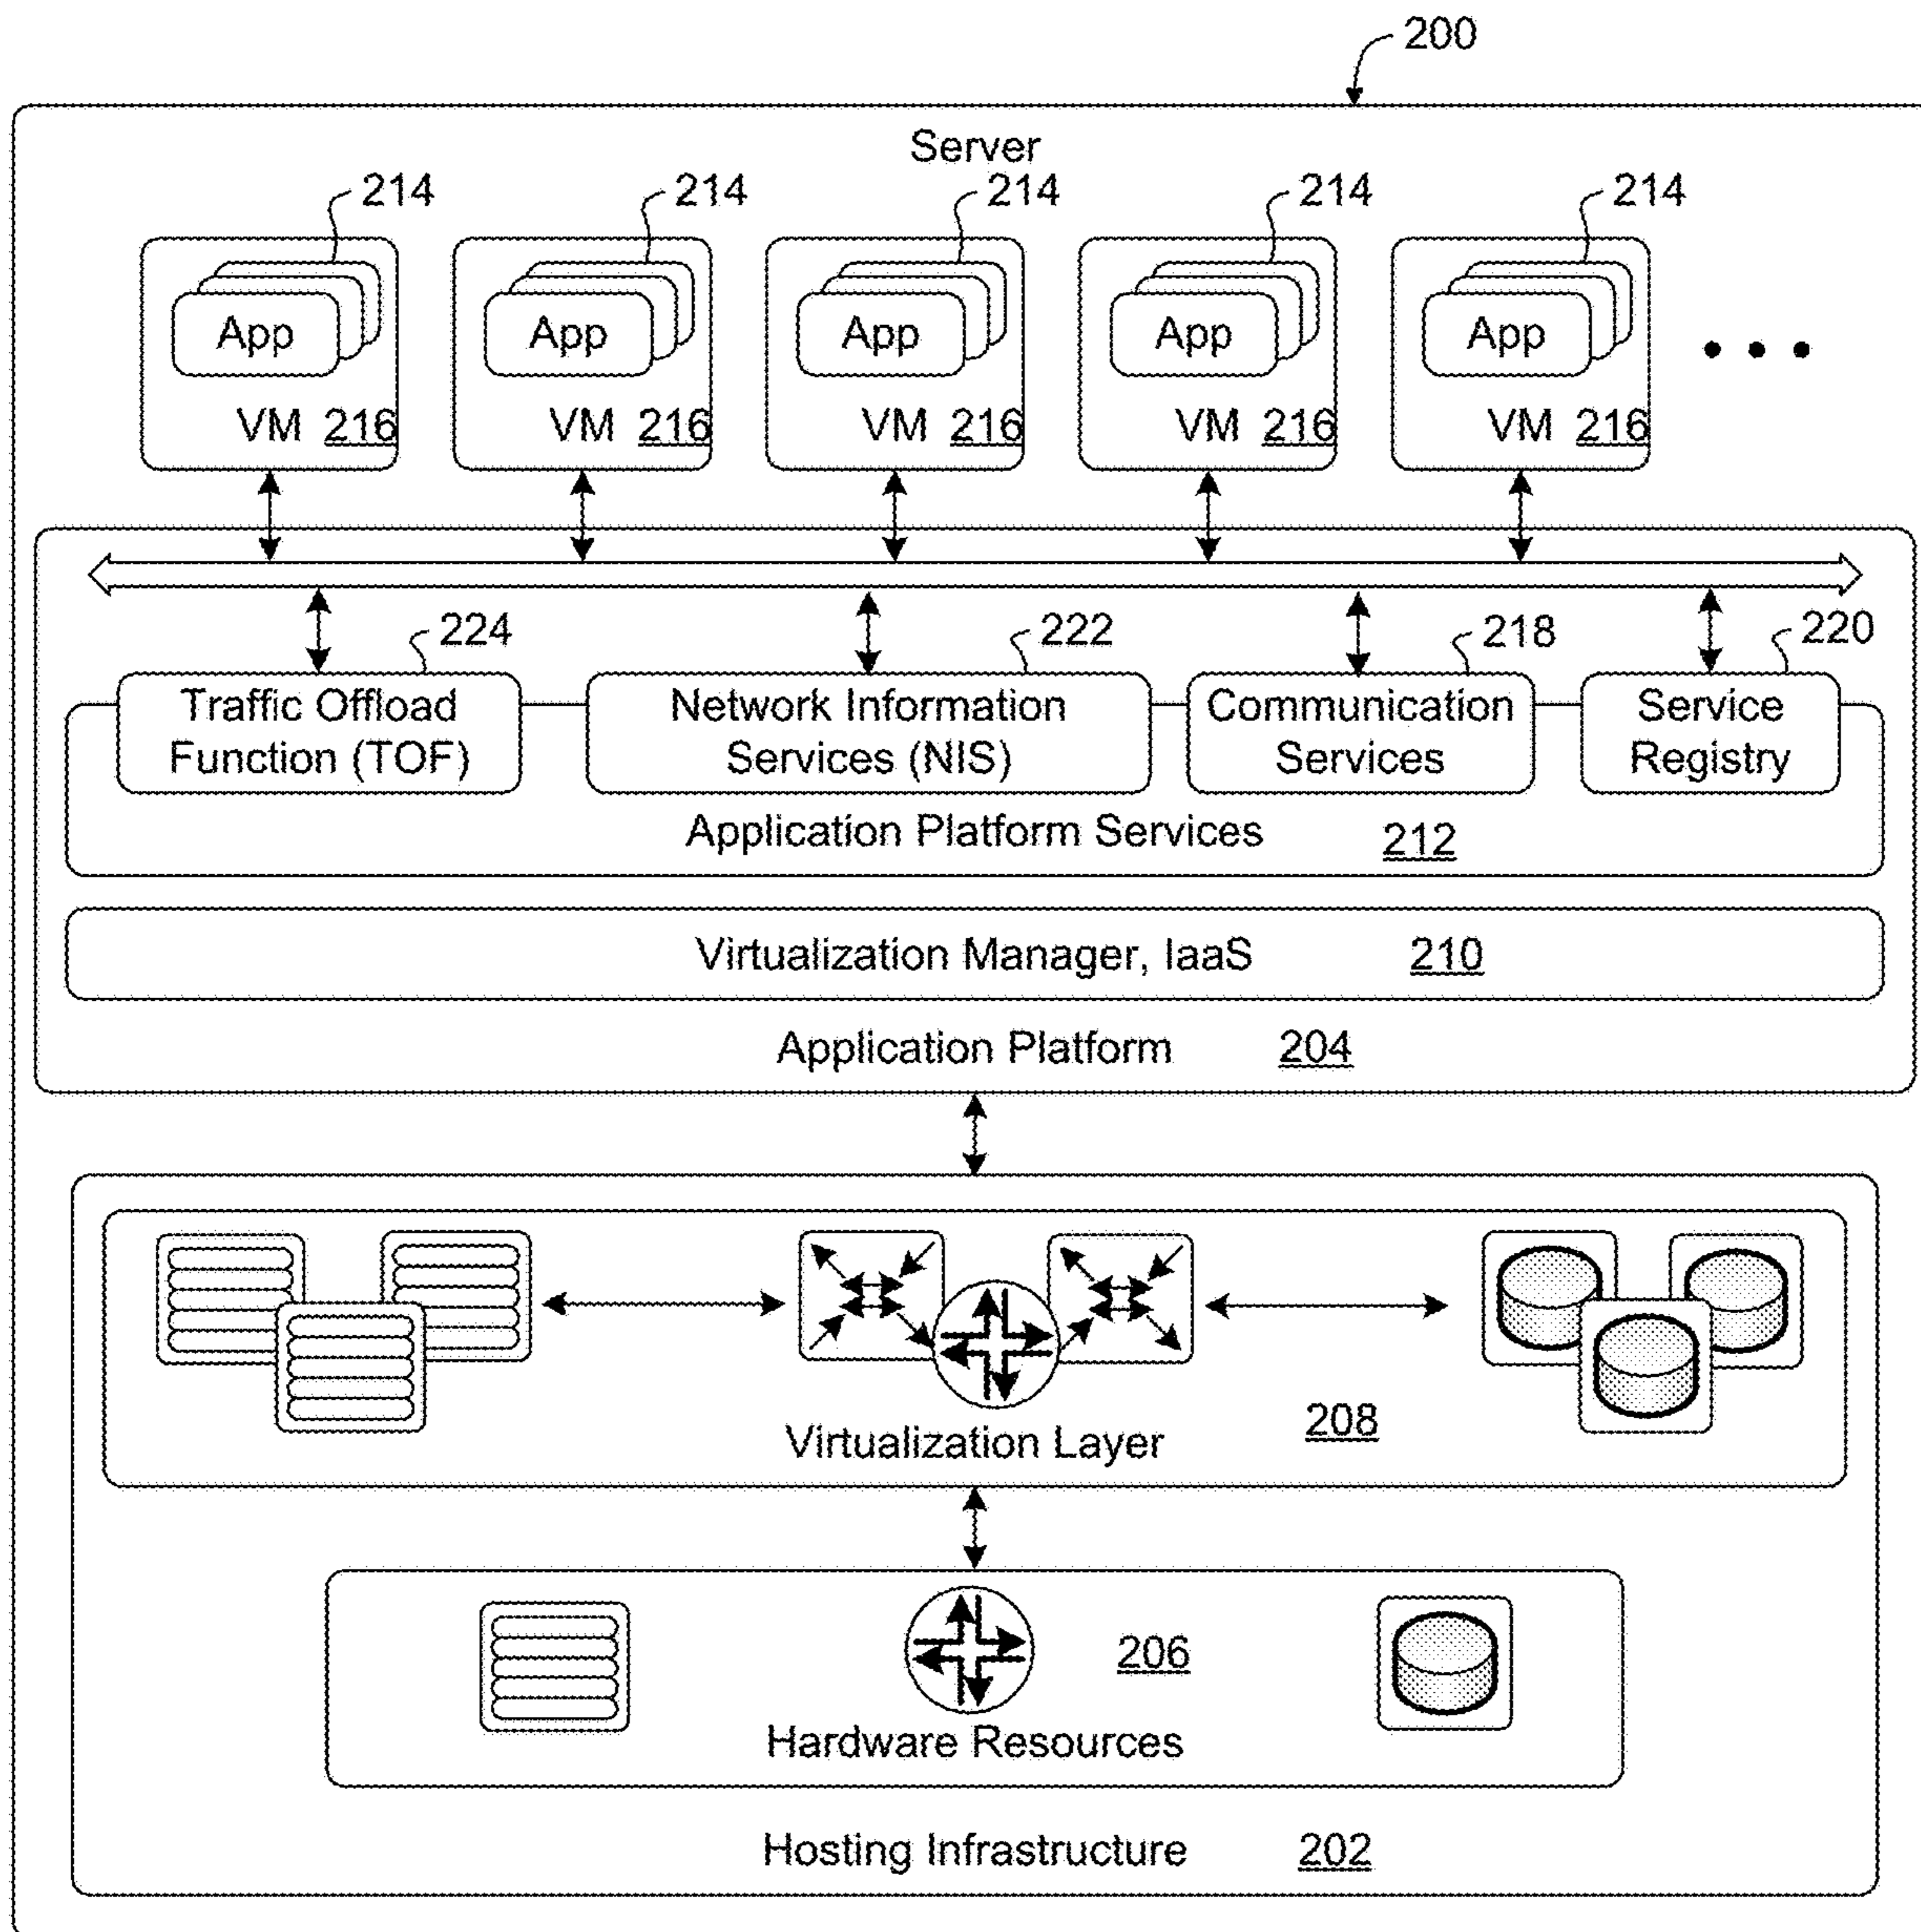 200
Server
214 214 214 214 214
App App App App App
VM 216 VM 216 VM 216 VM 216 VM 216
224 222 218 220
Traffic Offload
Function (TOF)
Network Information
Services (NIS)
Communication
Services
Service
Registry
Application Platform Services 212
Virtualization Manager, IaaS 210
Application Platform 204
208
Virtualization Layer
206
Hardware Resources
Hosting Infrastructure 202